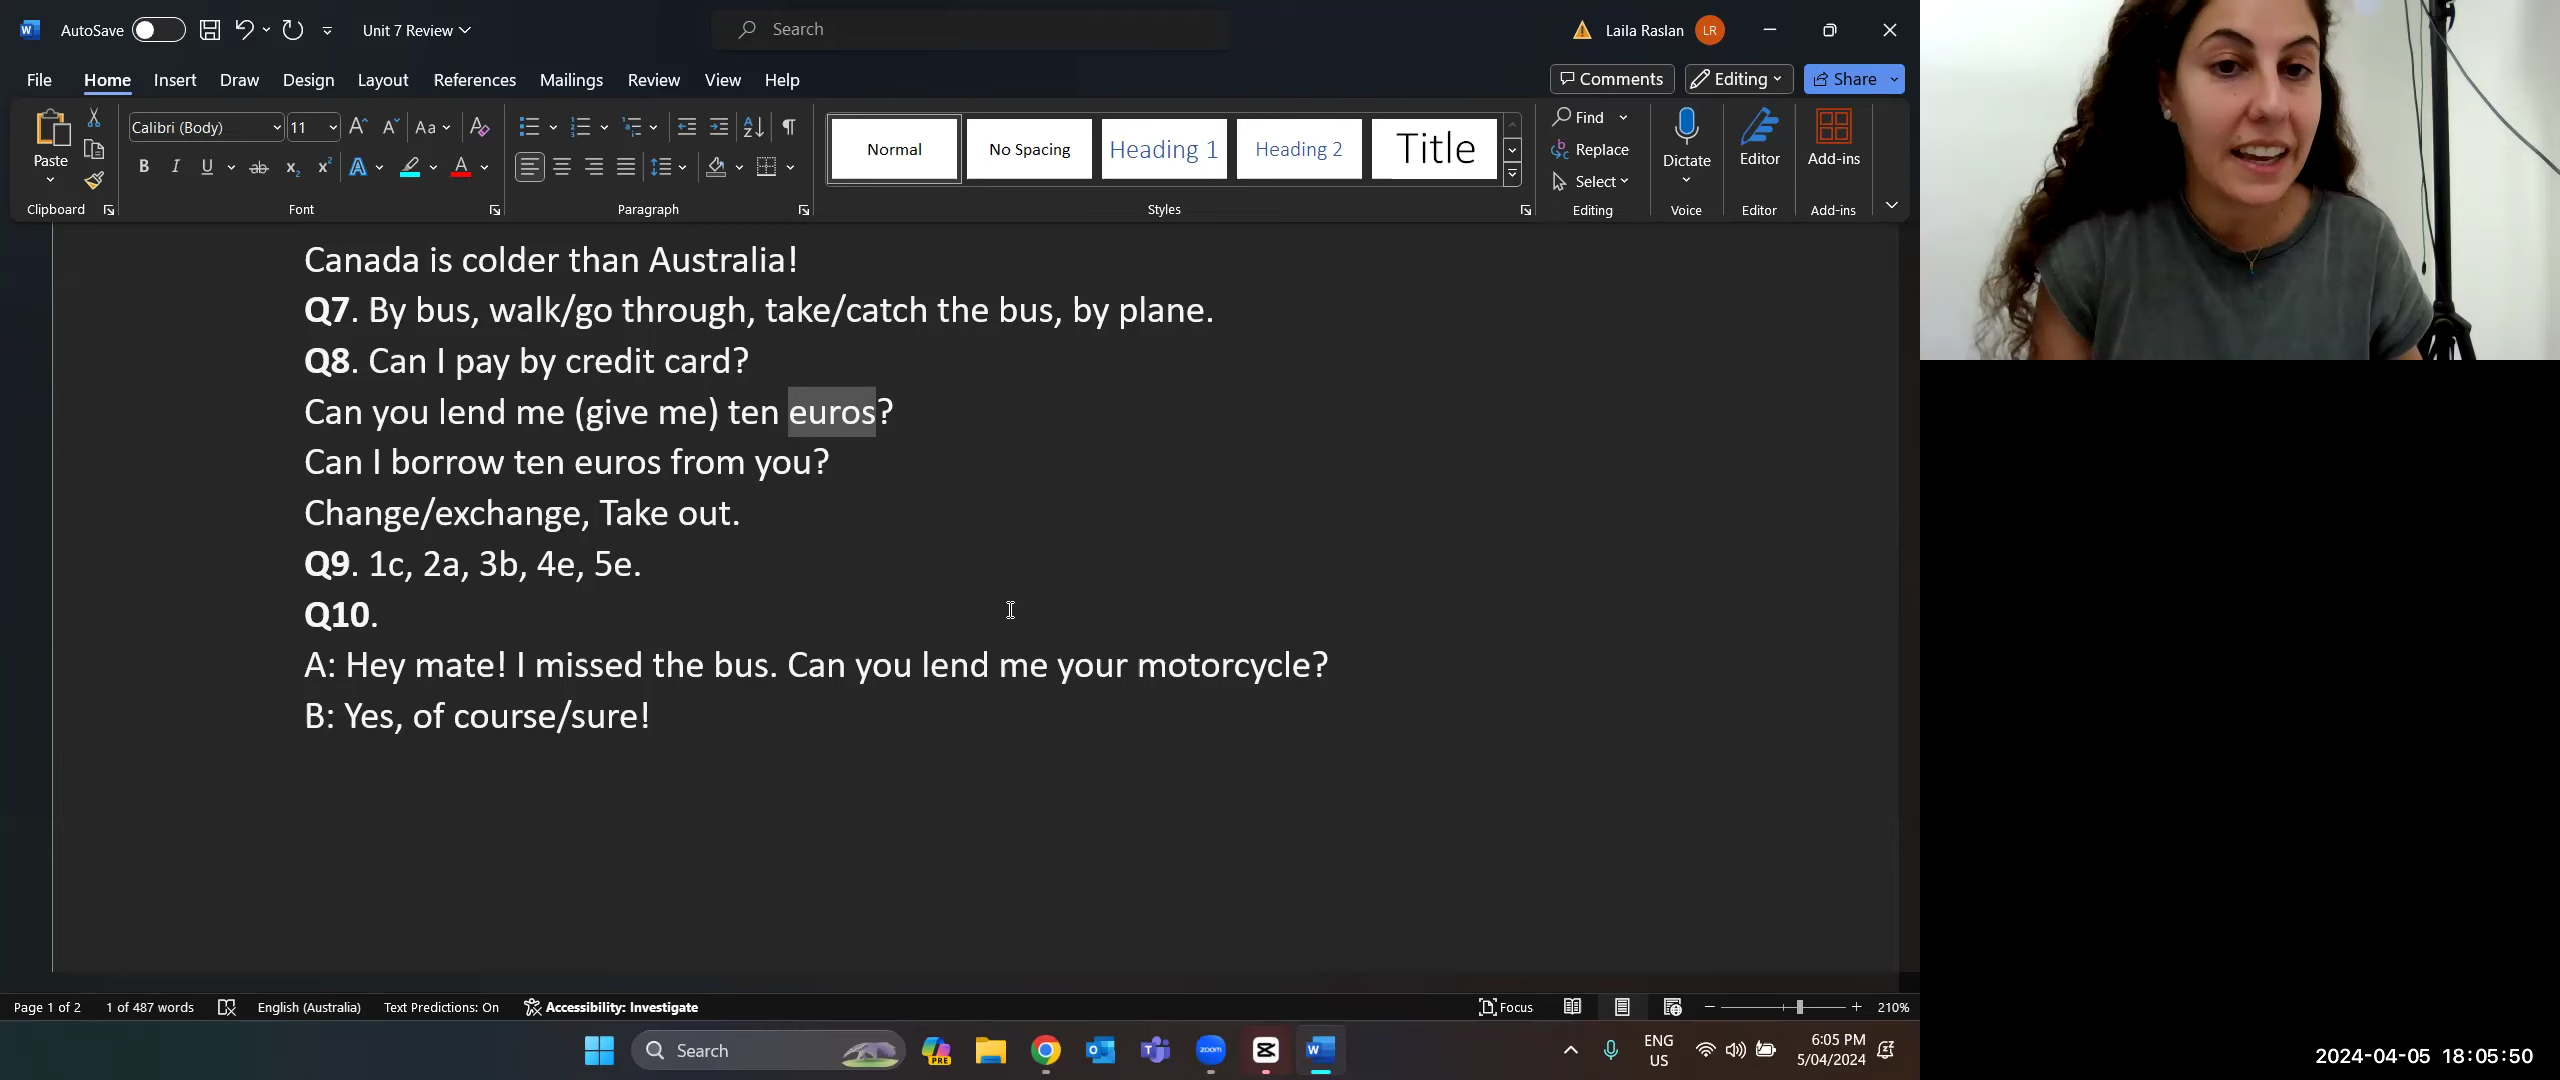 AutoSave
Unit 7 Review
Search
Laila Raslan
LR
File
Home
Insert
Draw
Design
Layout
References
Mailings
Review
View
Help
Comments
Editing
Share
Paste
Clipboard
Calibri (Body)
11
Font
Paragraph
Normal
No Spacing
Heading 1
Heading 2
Title
Styles
Find
Replace
Select
Editing
Dictate
Voice
Editor
Editor
Add-ins
Add-ins
Canada is colder than Australia!
Q7. By bus, walk/go through, take/catch the bus, by plane.
Q8. Can I pay by credit card?
Can you lend me (give me) ten euros?
Can I borrow ten euros from you?
Change/exchange, Take out.
Q9. 1c, 2a, 3b, 4e, 5e.
Q10.
A: Hey mate! I missed the bus. Can you lend me your motorcycle?
B: Yes, of course/sure!
Page 1 of 2
1 of 487 words
English (Australia)
Text Predictions: On
Accessibility: Investigate
Focus
210%
Search
PRE
zoom
ENG
US
6:05 PM
5/04/2024
2024-04-05 18:05:50